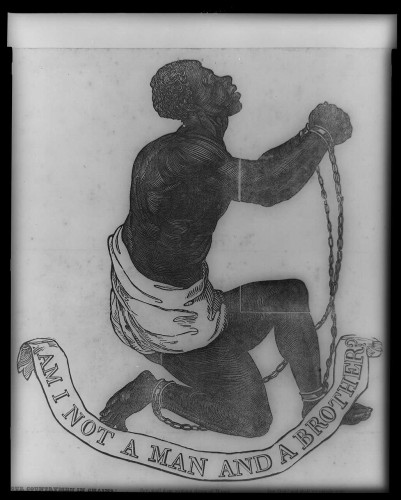 AM I NOT A MAN AND A BROTHER?